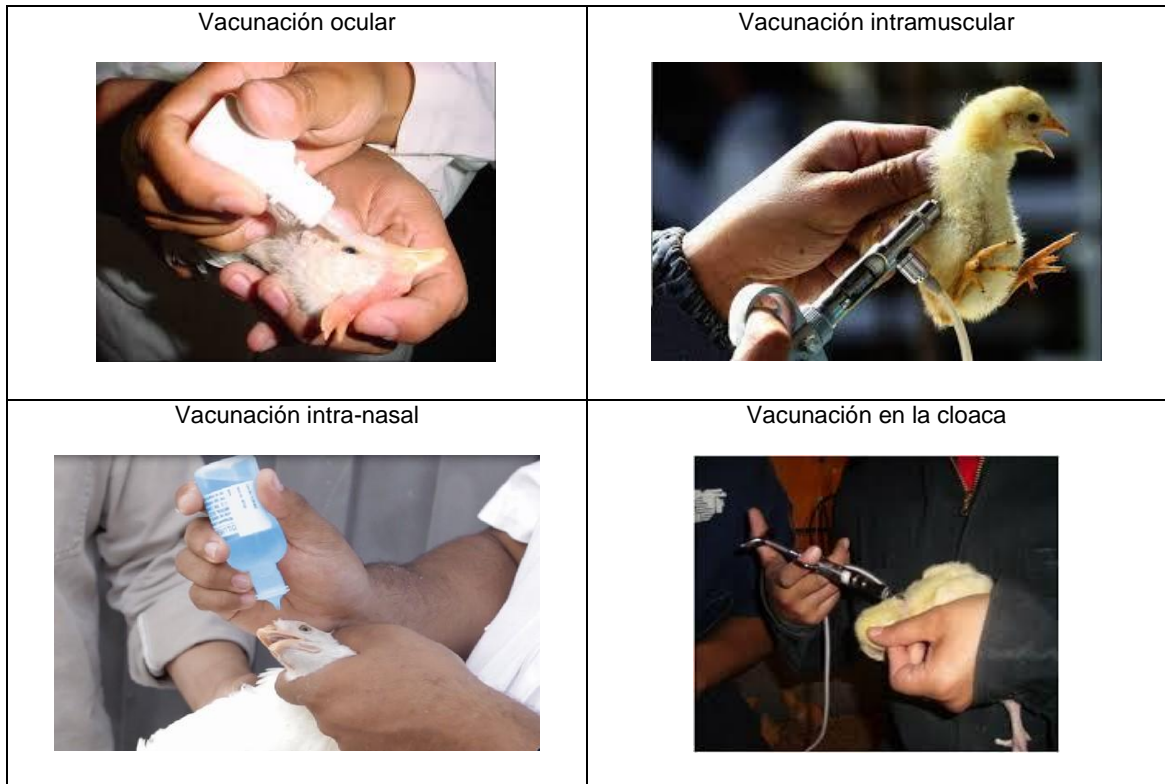 Vacunación ocular
Vacunación intramuscular
Vacunación intra-nasal
Vacunación en la cloaca